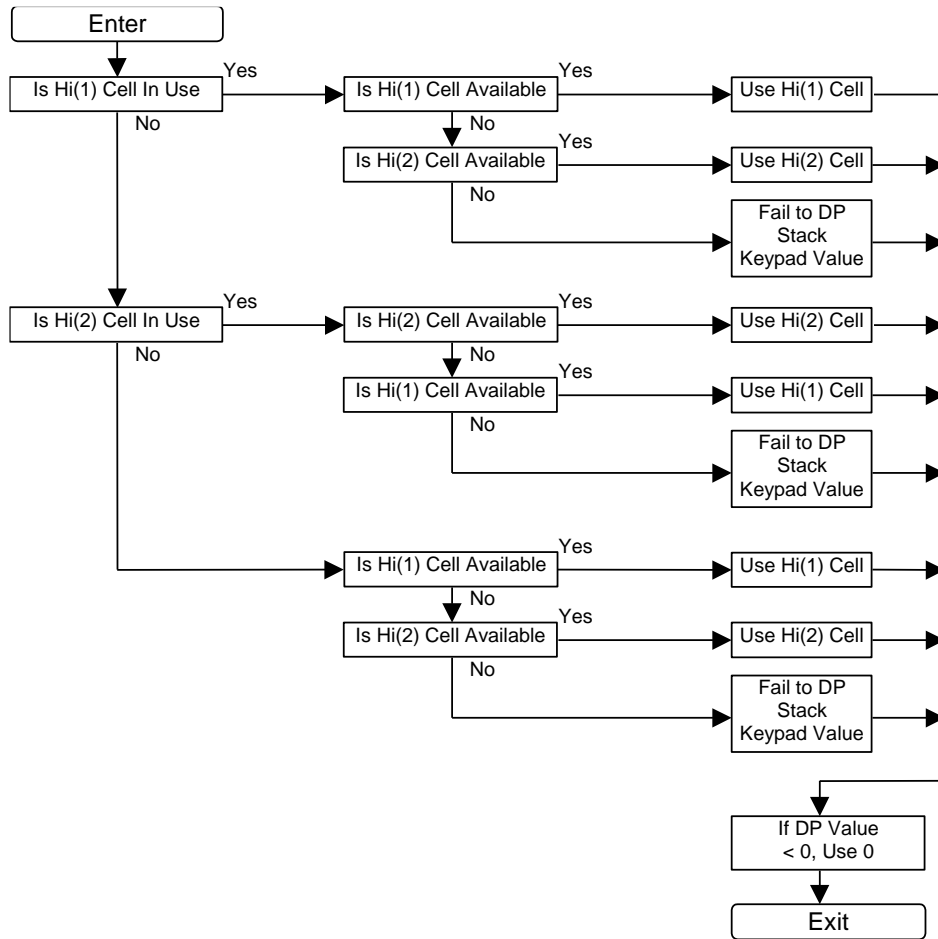 Enter
Is Hi(1) Cell In Use
Yes
No
Is Hi(1) Cell Available
Yes
No
Use Hi(1) Cell
Is Hi(2) Cell Available
Yes
No
Use Hi(2) Cell
Fail to DP
Stack
Keypad Value
Is Hi(2) Cell In Use
Yes
No
Is Hi(2) Cell Available
Yes
No
Use Hi(2) Cell
Is Hi(1) Cell Available
Yes
No
Use Hi(1) Cell
Fail to DP
Stack
Keypad Value
Is Hi(1) Cell Available
Yes
No
Use Hi(1) Cell
Is Hi(2) Cell Available
Yes
No
Use Hi(2) Cell
Fail to DP
Stack
Keypad Value
If DP Value
< 0, Use 0
Exit